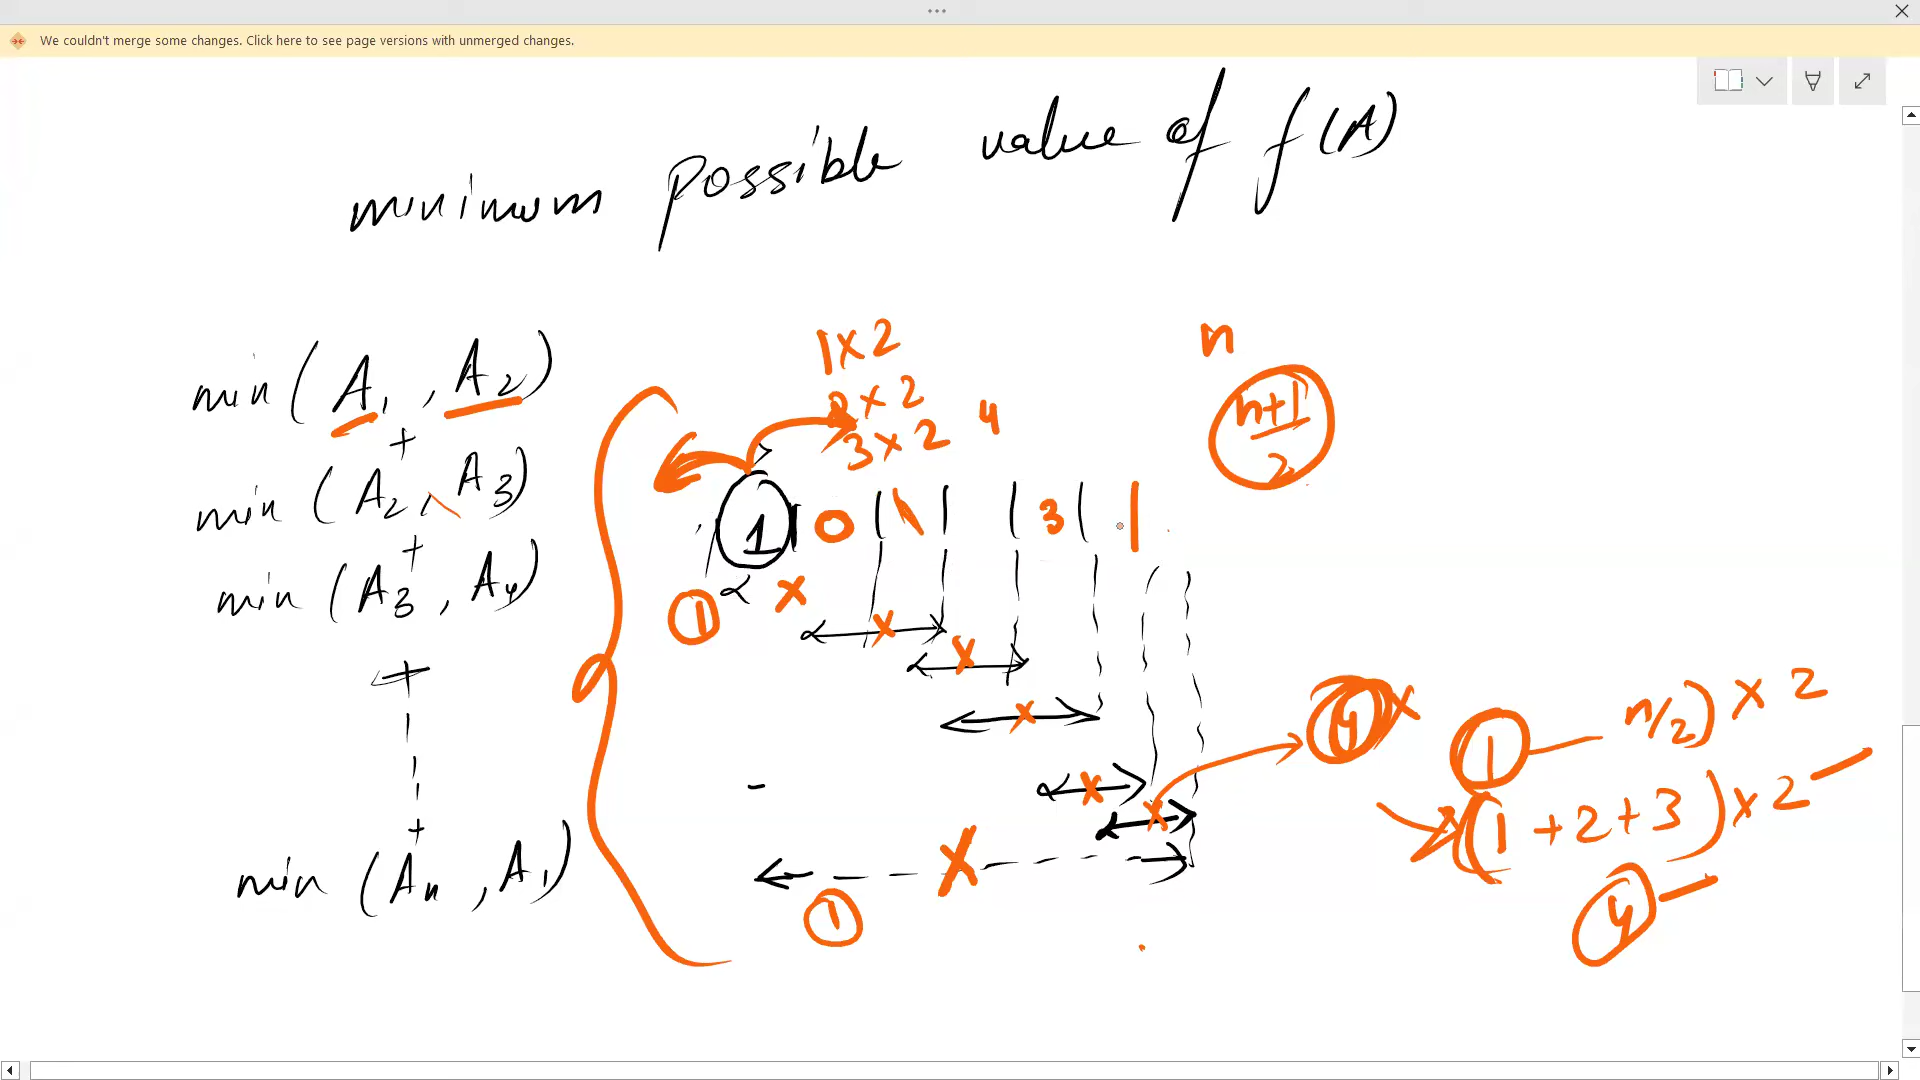 We couldn't merge some changes. Click here to see page versions with unmerged changes.
minimum possible value of f(A)
min (A1, A2)
+
min (A2, A3)
+
min (A3, A4)
+
+
min (An, A1)
1x2
2x2
3x2 4
n
n+1
2
1 0 1 3
1
1
4 x
1 n/2) x 2
(1+2+3) x 2
4